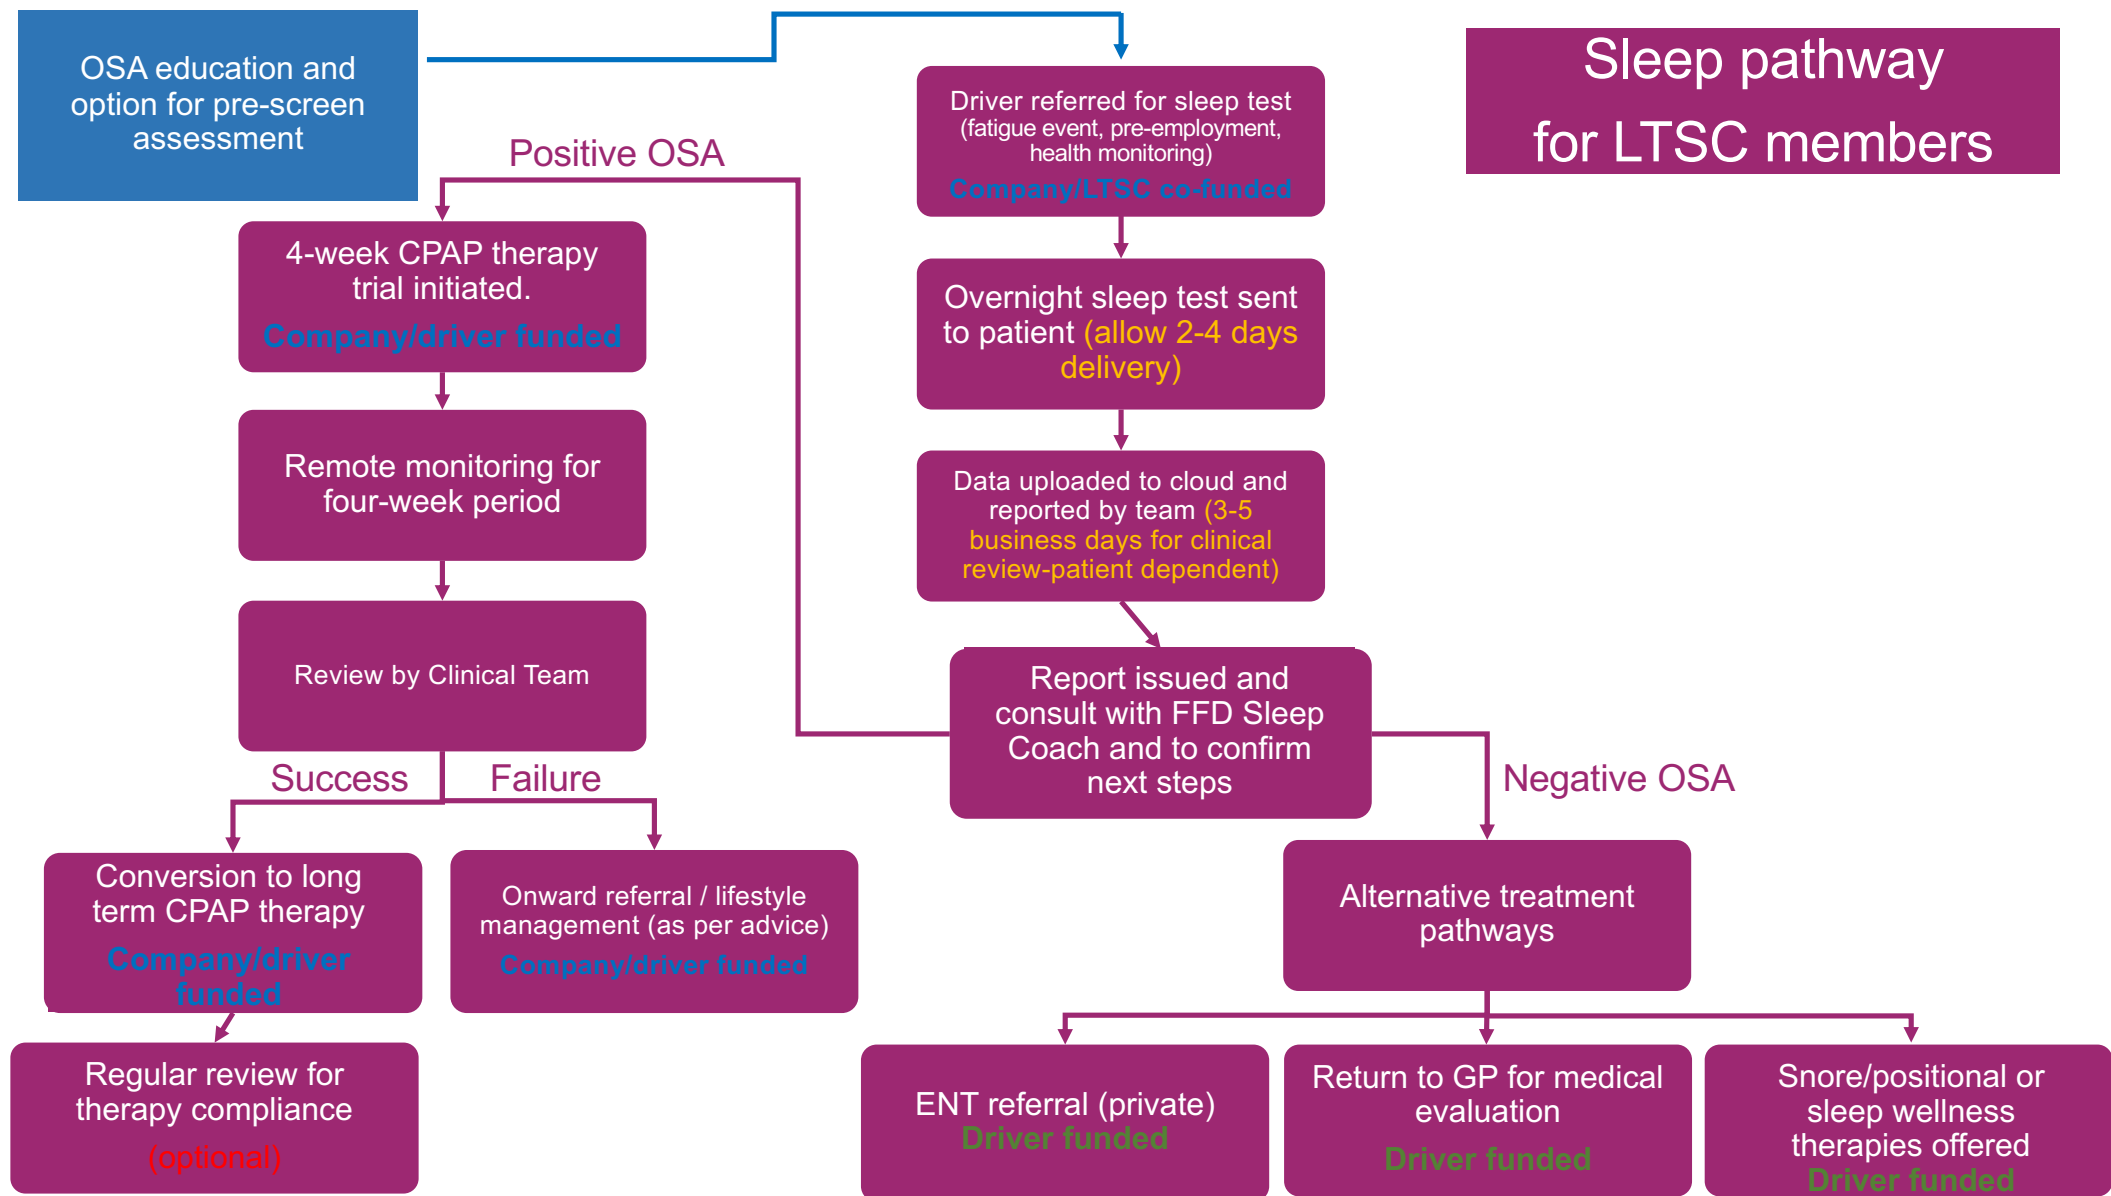 OSA education and
option for pre-screen
assessment
Sleep pathway
for LTSC members
Driver referred for sleep test
(fatigue event, pre-employment,
health monitoring)
Company/LTSC co-funded
Positive OSA
4-week CPAP therapy
trial initiated.
Company/driver funded
Overnight sleep test sent
to patient (allow 2-4 days
delivery)
Remote monitoring for
four-week period
Data uploaded to cloud and
reported by team (3-5
business days for clinical
review-patient dependent)
Review by Clinical Team
Report issued and
consult with FFD Sleep
Coach and to confirm
next steps
Success
Failure
Negative OSA
Conversion to long
term CPAP therapy
Company/driver
funded
Onward referral / lifestyle
management (as per advice)
Company/driver funded
Alternative treatment
pathways
Regular review for
therapy compliance
(optional)
ENT referral (private)
Driver funded
Return to GP for medical
evaluation
Driver funded
Snore/positional or
sleep wellness
therapies offered
Driver funded